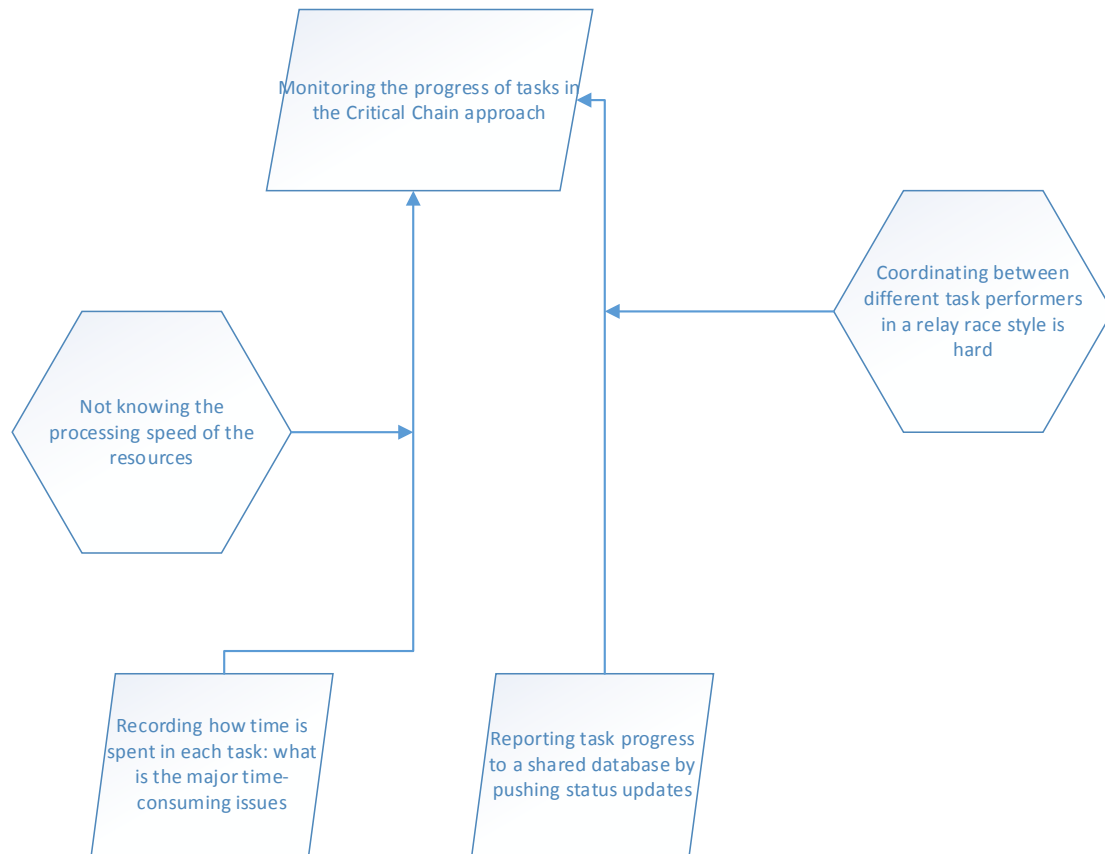 Monitoring the progress of tasks in
the Critical Chain approach
Coordinating between
different task performers
in a relay race style is
hard
Not knowing the
processing speed of the
resources
Recording how time is
spent in each task: what
is the major time-
consuming issues
Reporting task progress
to a shared database by
pushing status updates